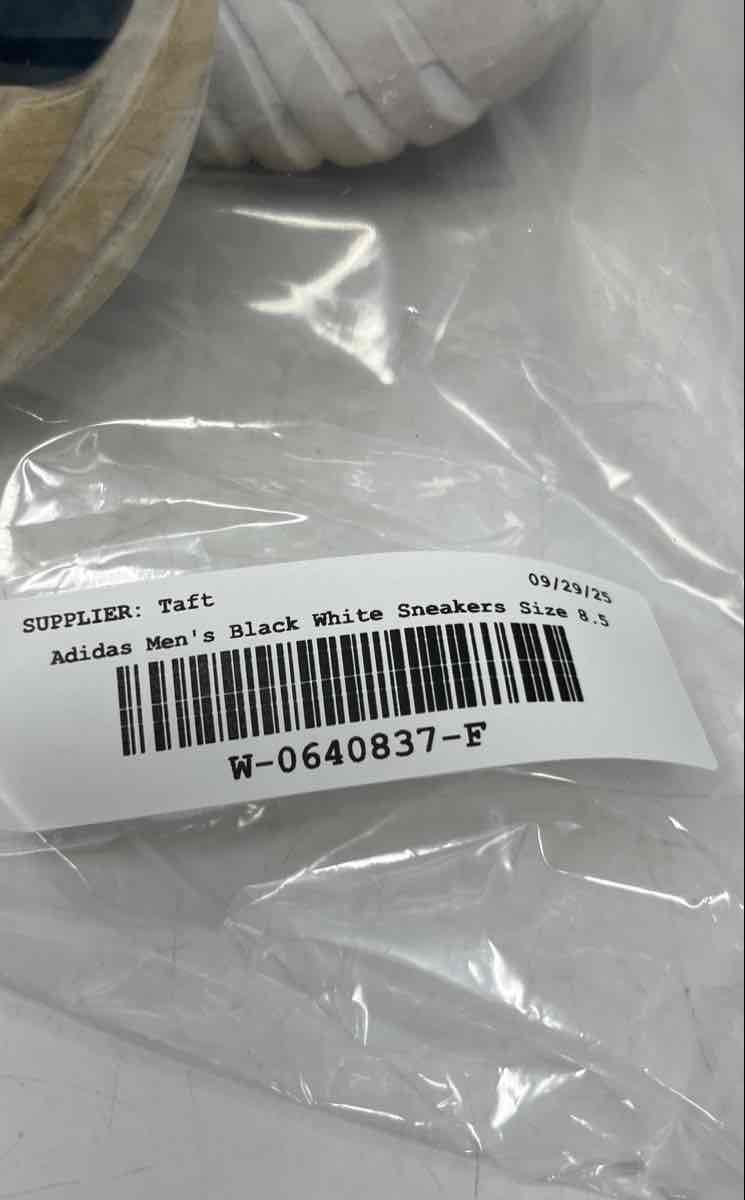 09/29/25
SUPPLIER: Taft
Adidas Men's Black White Sneakers Size 8.5
W-0640837-F